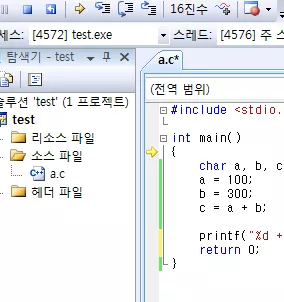 16진수
세스: [4572] test.exe 스레드: [4576] 주 스
탐색기 - test
솔루션 'test' (1 프로젝트)
test
리소스 파일
소스 파일
a.c
헤더 파일
a.c*
(전역 범위)
#include <stdio.
int main()
{
char a, b, c
a = 100;
b = 300;
c = a + b;
printf("%d +
return 0;
}